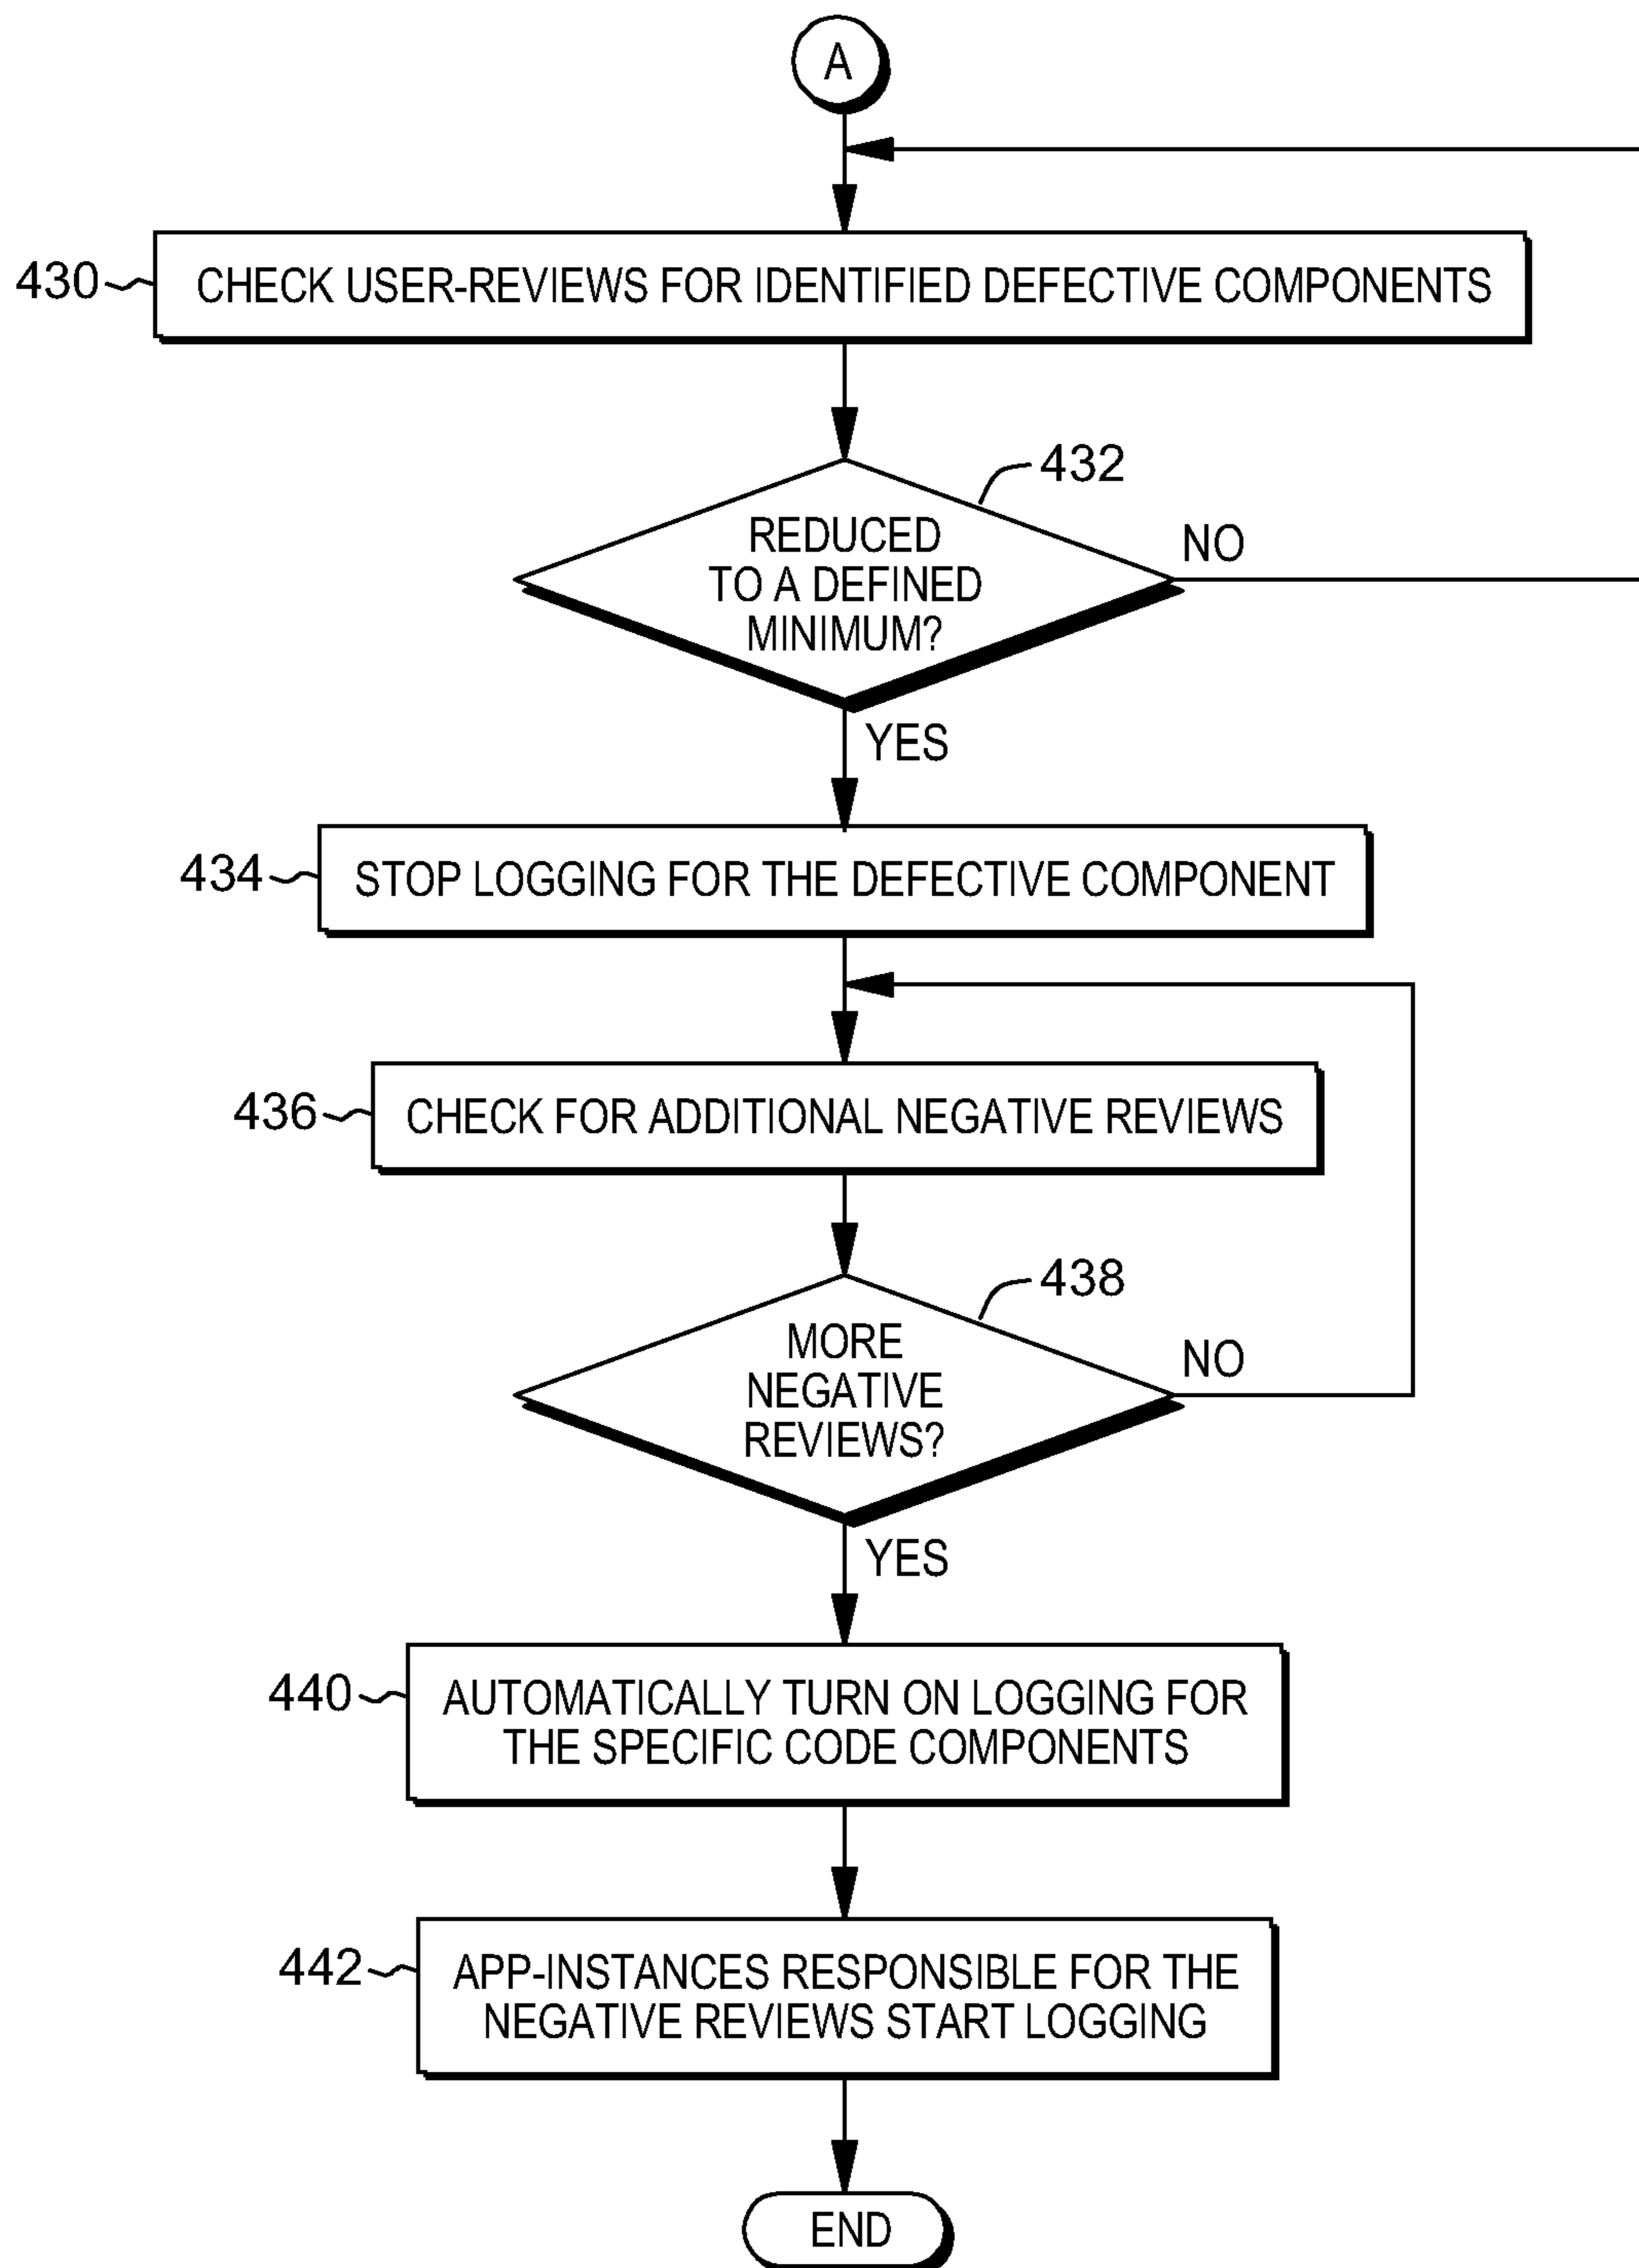 A
430
CHECK USER-REVIEWS FOR IDENTIFIED DEFECTIVE COMPONENTS
432
REDUCED
TO A DEFINED
MINIMUM?
NO
YES
434
STOP LOGGING FOR THE DEFECTIVE COMPONENT
436
CHECK FOR ADDITIONAL NEGATIVE REVIEWS
438
MORE
NEGATIVE
REVIEWS?
NO
YES
440
AUTOMATICALLY TURN ON LOGGING FOR
THE SPECIFIC CODE COMPONENTS
442
APP-INSTANCES RESPONSIBLE FOR THE
NEGATIVE REVIEWS START LOGGING
END